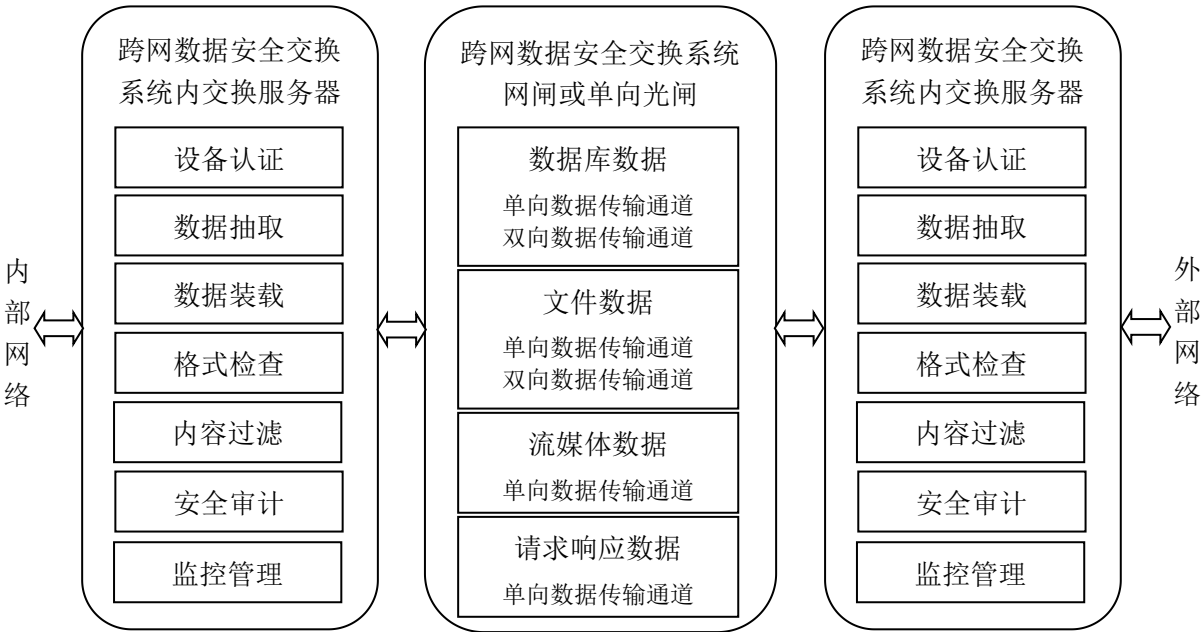 内
部
网
络
跨网数据安全交换
系统内交换服务器
设备认证
数据抽取
数据装载
格式检查
内容过滤
安全审计
监控管理
跨网数据安全交换系统
网闸或单向光闸
数据库数据
单向数据传输通道
双向数据传输通道
文件数据
单向数据传输通道
双向数据传输通道
流媒体数据
单向数据传输通道
请求响应数据
单向数据传输通道
跨网数据安全交换
系统内交换服务器
设备认证
数据抽取
数据装载
格式检查
内容过滤
安全审计
监控管理
外
部
网
络